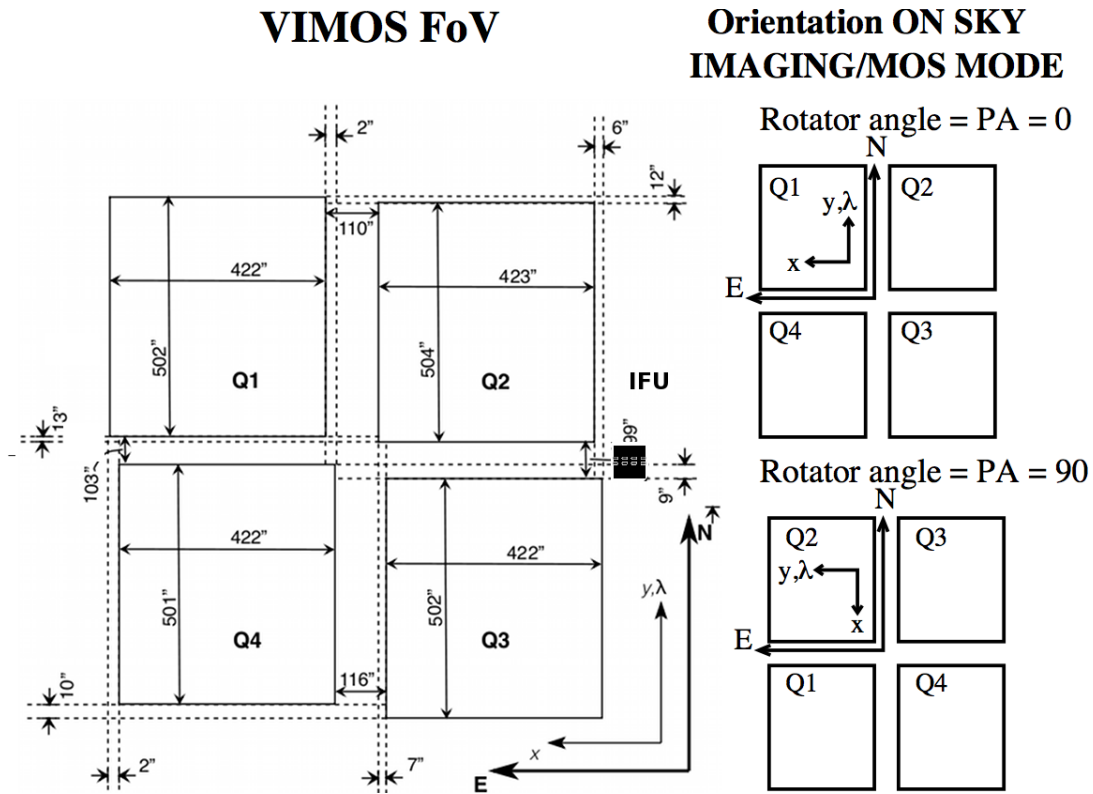 VIMOS FoV
Orientation ON SKY
IMAGING/MOS MODE
2”
6”
12”
110”
422”
423”
502”
504”
Q1
Q2
IFU
13”
99”
103”
9”
422”
422”
501”
502”
Q4
Q3
N
y,λ
10”
116”
x
2”
7”
E
Rotator angle = PA = 0
N
Q1
Q2
y,λ
x
E
Q4
Q3
Rotator angle = PA = 90
N
Q2
Q3
y,λ
x
E
Q1
Q4